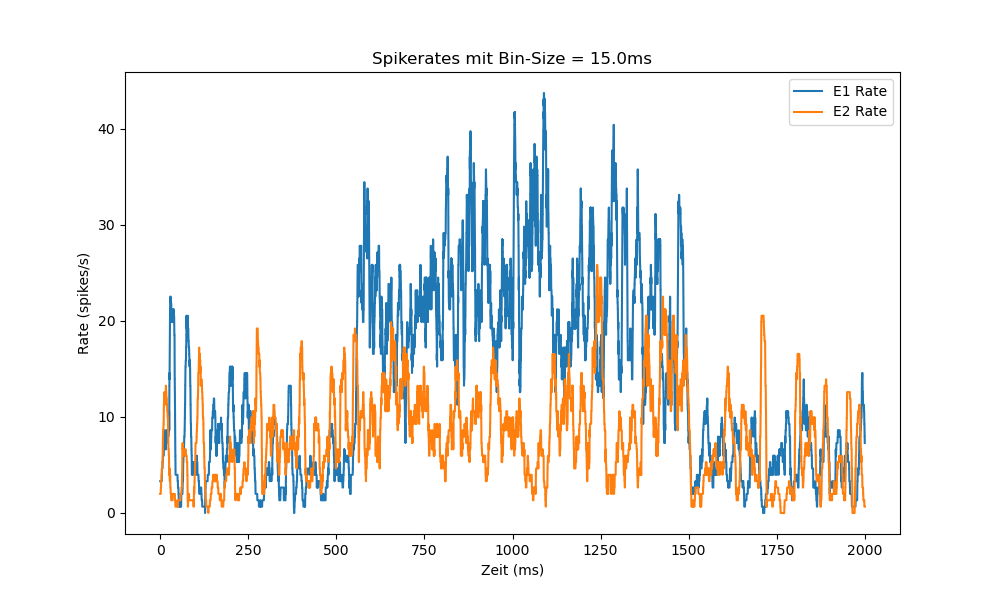 Spikerates mit Bin-Size = 15.0ms
E1 Rate
E2 Rate
Rate (spikes/s)
40
30
20
10
0
0 250 500 750 1000 1250 1500 1750 2000
Zeit (ms)